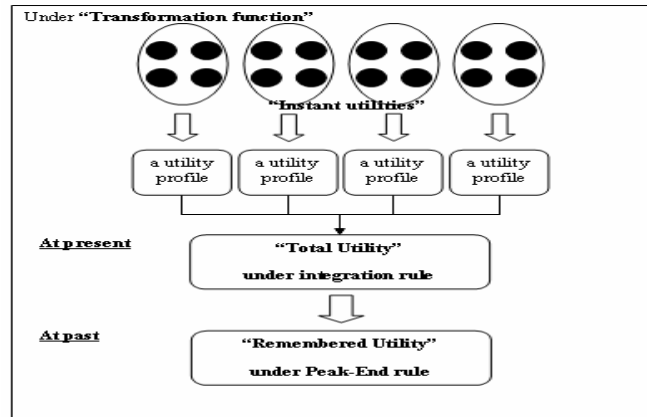 Under “Transformation function”
“Instant utilities”
a utility
profile
a utility
profile
a utility
profile
a utility
profile
At present
“Total Utility”
under integration rule
At past
“Remembered Utility”
under Peak-End rule